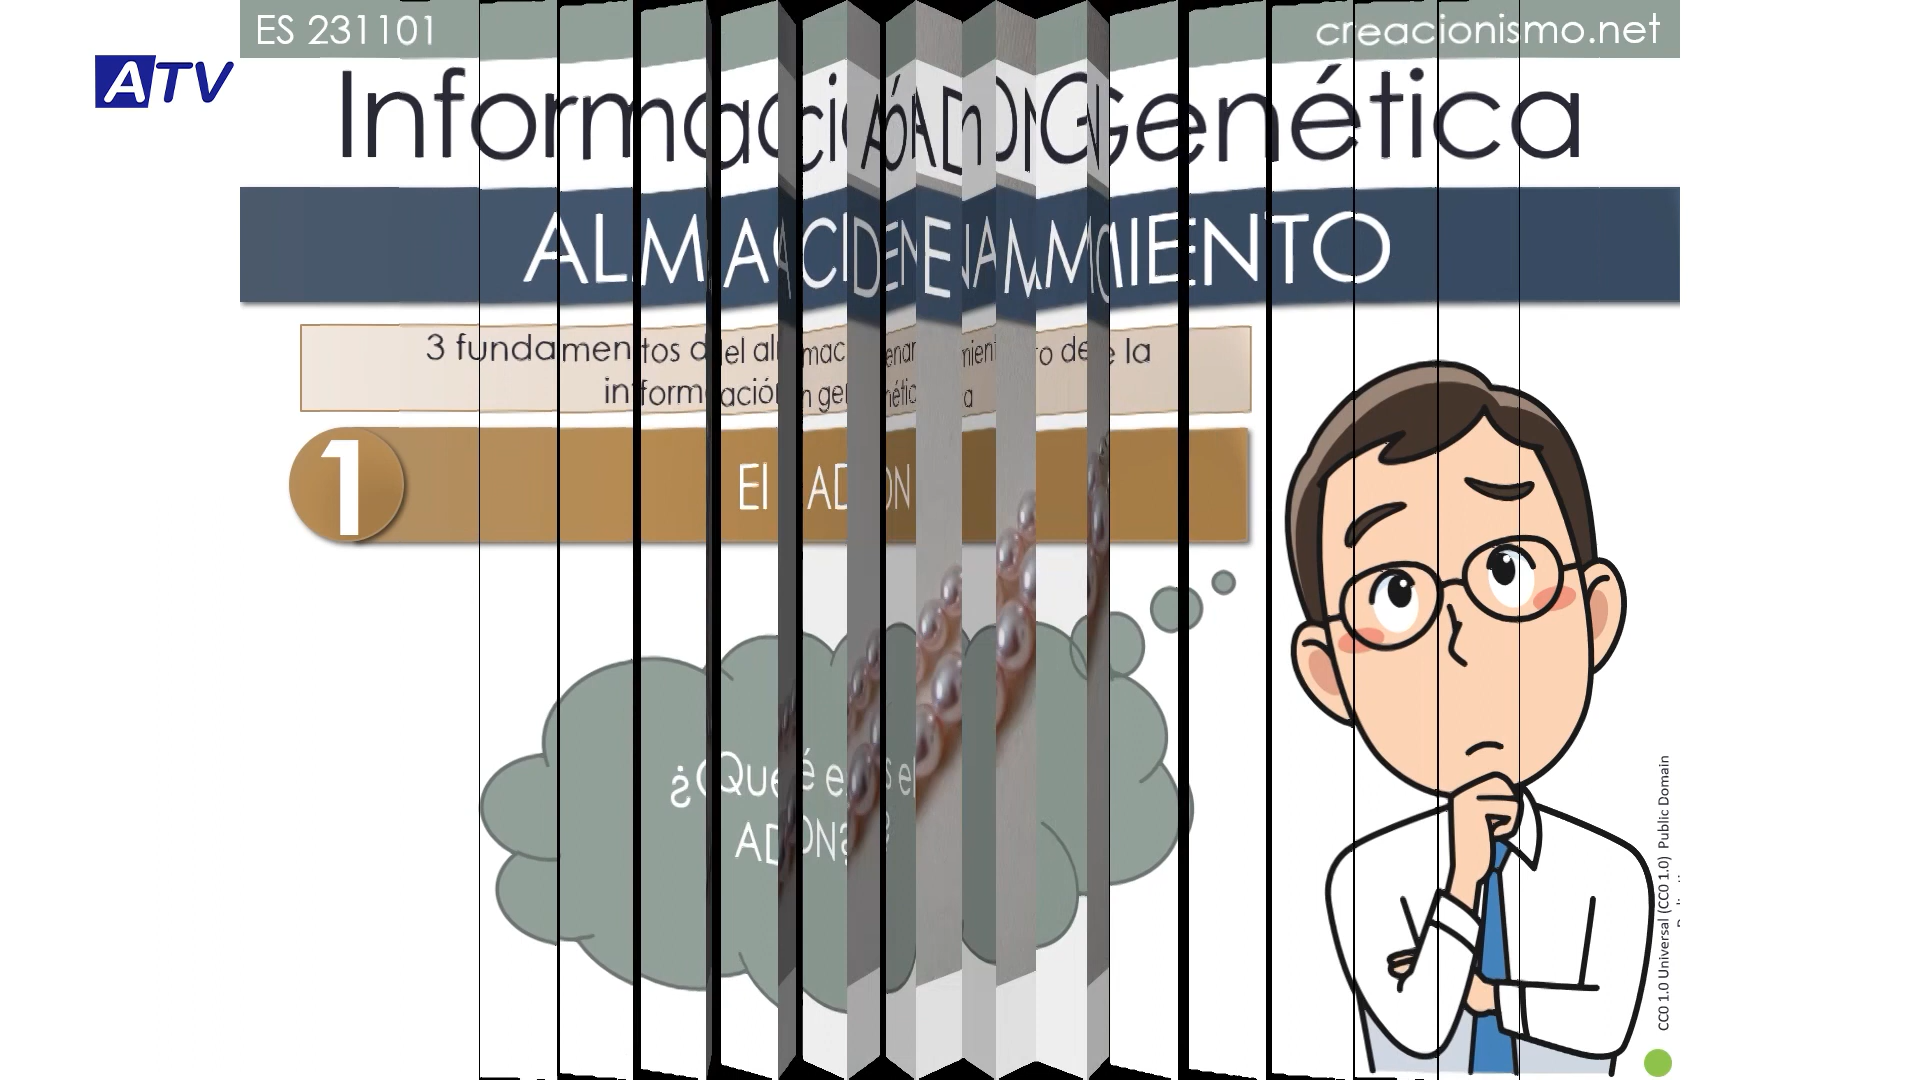 ES 231101
creacionismo.net
ATV
Información Genética
ALMACENAMIENTO
3 fundamentos del almacenamiento de la
información genética
1
El ADN
¿Qué es el
ADN?
CC0 1.0 Universal (CC0 1.0) Public Domain